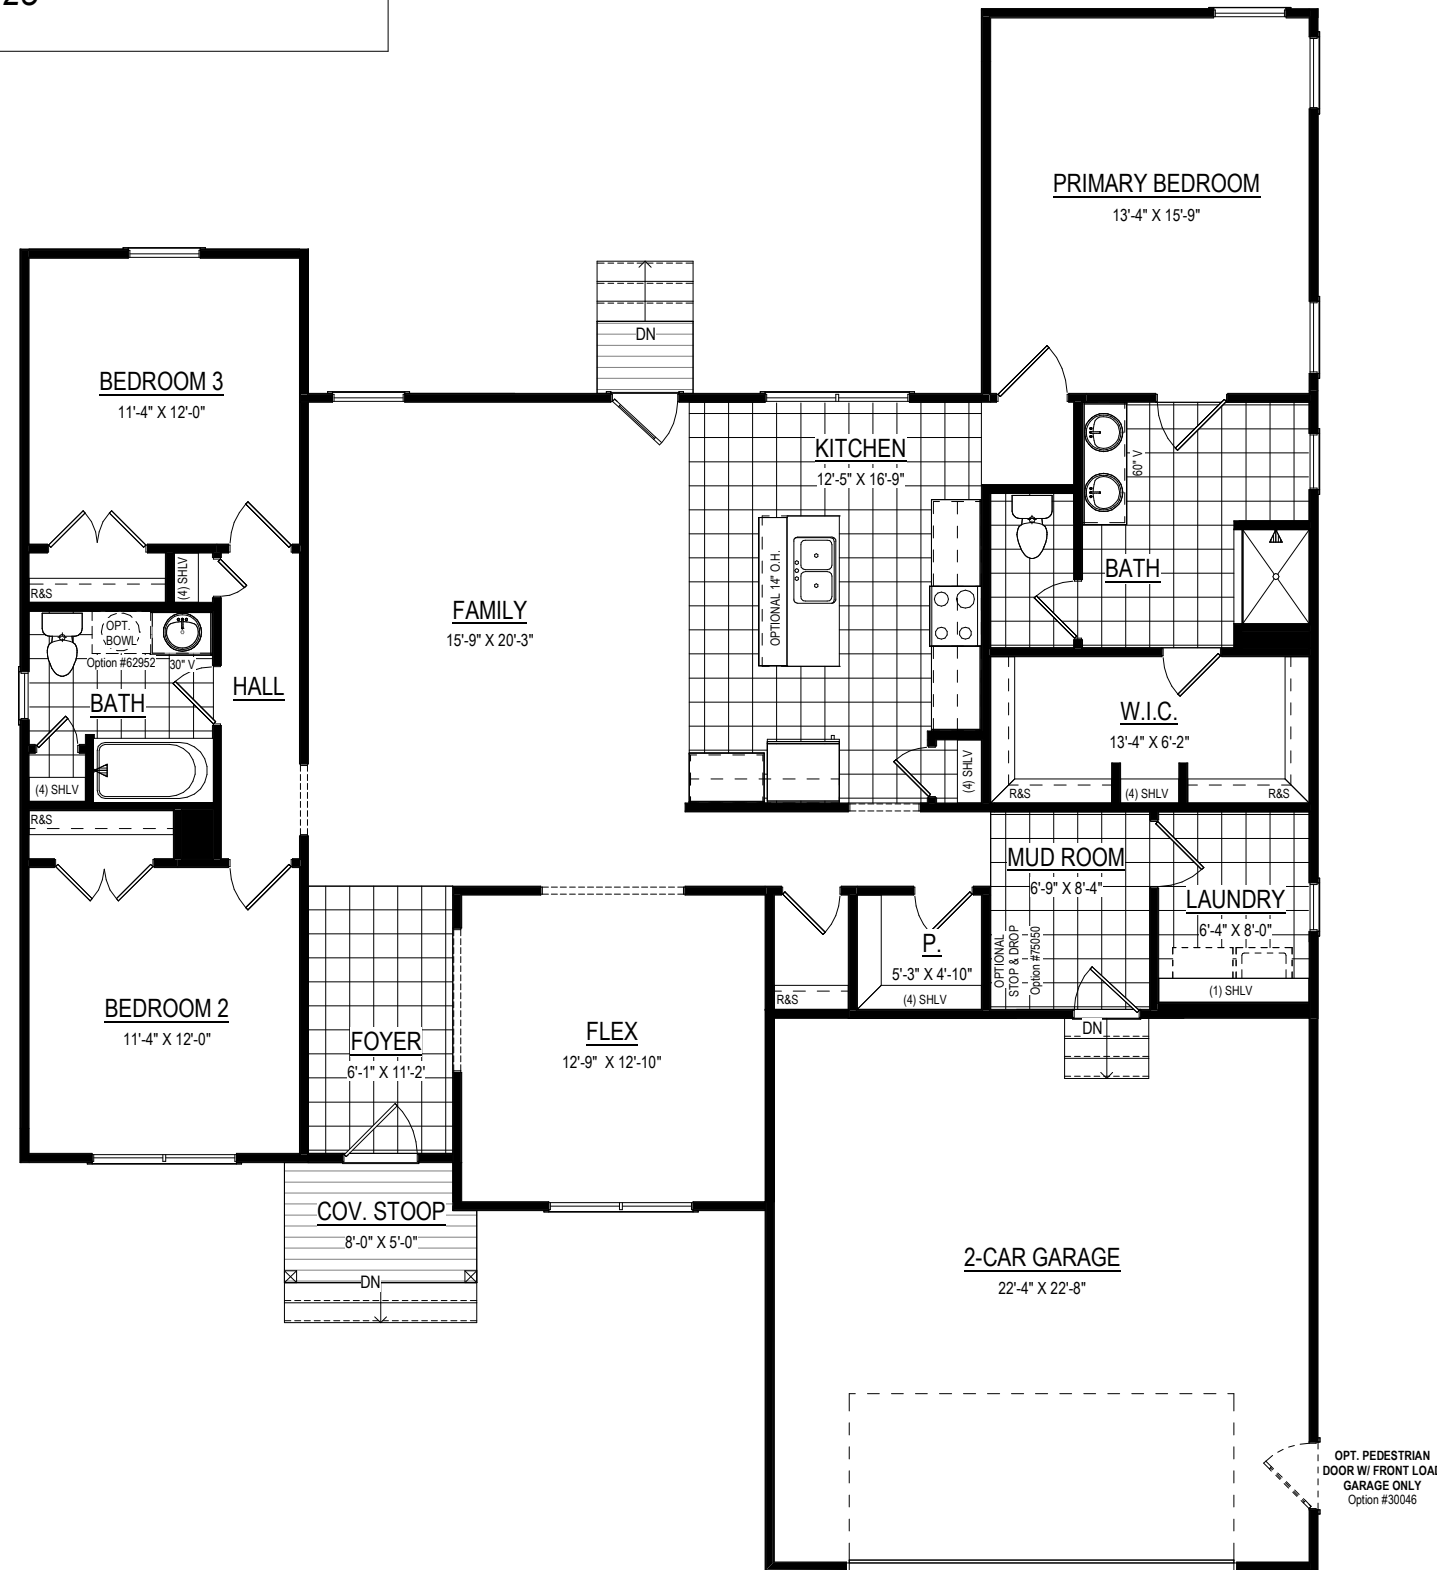 PRIMARY BEDROOM
13'-4" X 15'-9"
DN
BEDROOM 3
11'-4" X 12'-0"
KITCHEN
12'-5" X 16'-9"
60" V
OPTIONAL 14" O.H.
BATH
R&S
(4) SHLV
FAMILY
15'-9" X 20'-3"
OPT.
BOWL
Option #62952
30" V
HALL
BATH
(4) SHLV
W.I.C.
13'-4" X 6'-2"
(4) SHLV
R&S
(4) SHLV
R&S
R&S
MUD ROOM
6'-9" X 8'-4"
LAUNDRY
6'-4" X 8'-0"
(1) SHLV
OPTIONAL
STOP & DROP
Option #75050
P.
5'-3" X 4'-10"
(4) SHLV
R&S
BEDROOM 2
11'-4" X 12'-0"
FOYER
6'-1" X 11'-2'
FLEX
12'-9" X 12'-10"
DN
COV. STOOP
8'-0" X 5'-0"
DN
2-CAR GARAGE
22'-4" X 22'-8"
OPT. PEDESTRIAN
DOOR W/ FRONT LOAD
GARAGE ONLY
Option #30046